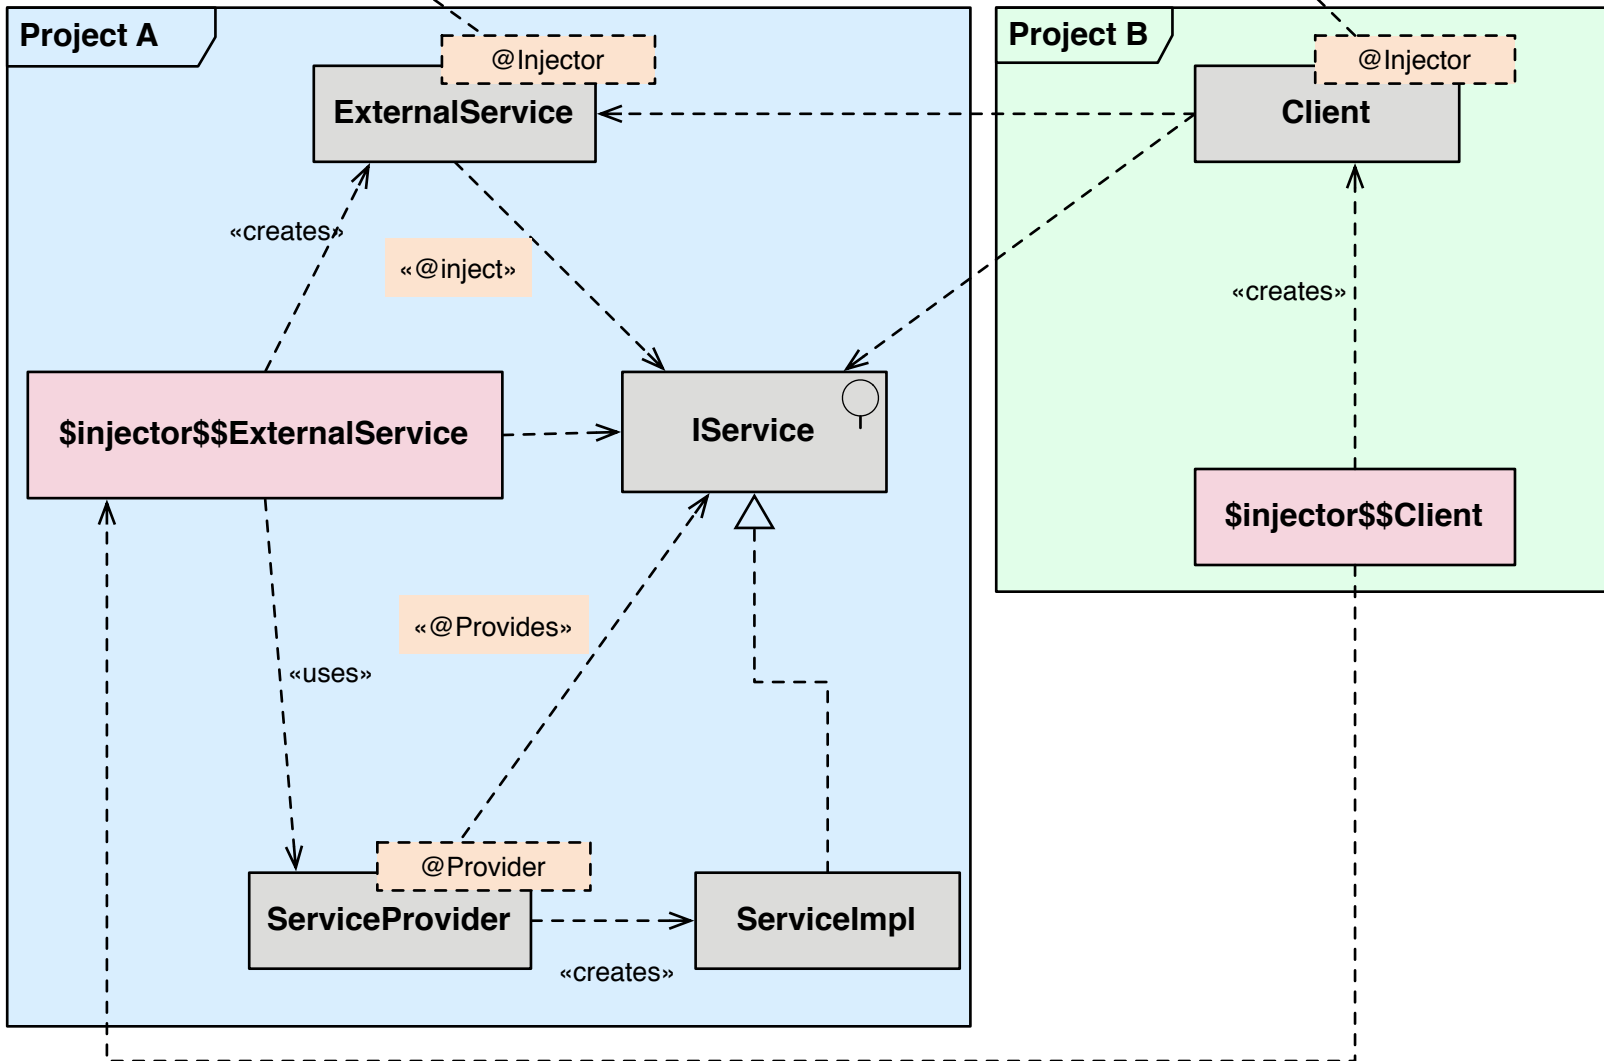 Project A
@Injector
ExternalService
«creates»
«@inject»
$injector$$ExternalService
IService
«@Provides»
«uses»
@Provider
ServiceProvider
ServiceImpl
«creates»
Project B
@Injector
Client
«creates»
$injector$$Client